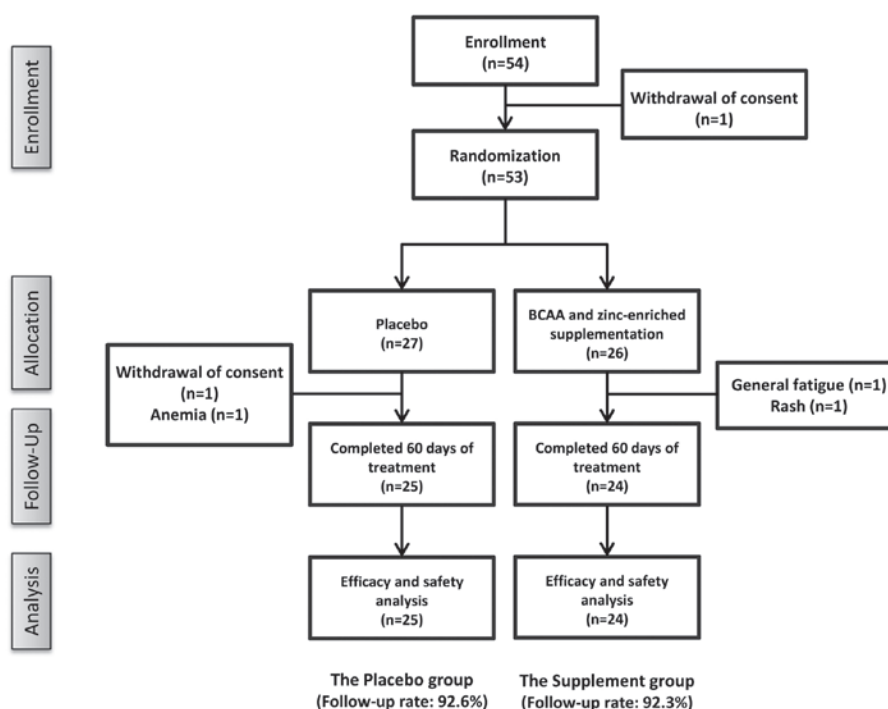 Enrollment
Enrollment
(n=54)
Withdrawal of consent
(n=1)
Randomization
(n=53)
Allocation
Placebo
(n=27)
BCAA and zinc-enriched
supplementation
(n=26)
Withdrawal of consent
(n=1)
Anemia (n=1)
General fatigue (n=1)
Rash (n=1)
Follow-Up
Completed 60 days of
treatment
(n=25)
Completed 60 days of
treatment
(n=24)
Analysis
Efficacy and safety
analysis
(n=25)
Efficacy and safety
analysis
(n=24)
The Placebo group
(Follow-up rate: 92.6%)
The Supplement group
(Follow-up rate: 92.3%)